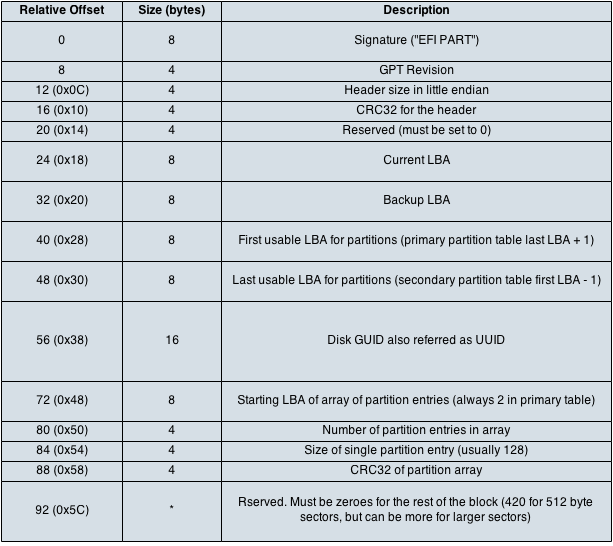 Relative Offset Size (bytes) Description
0 8 Signature ("EFI PART")
8 4 GPT Revision
12 (0x0C) 4 Header size in little endian
16 (0x10) 4 CRC32 for the header
20 (0x14) 4 Reserved (must be set to 0)
24 (0x18) 8 Current LBA
32 (0x20) 8 Backup LBA
40 (0x28) 8 First usable LBA for partitions (primary partition table last LBA + 1)
48 (0x30) 8 Last usable LBA for partitions (secondary partition table first LBA - 1)
56 (0x38) 16 Disk GUID also referred as UUID
72 (0x48) 8 Starting LBA of array of partition entries (always 2 in primary table)
80 (0x50) 4 Number of partition entries in array
84 (0x54) 4 Size of single partition entry (usually 128)
88 (0x58) 4 CRC32 of partition array
92 (0x5C) * Rserved. Must be zeroes for the rest of the block (420 for 512 byte
sectors, but can be more for larger sectors)